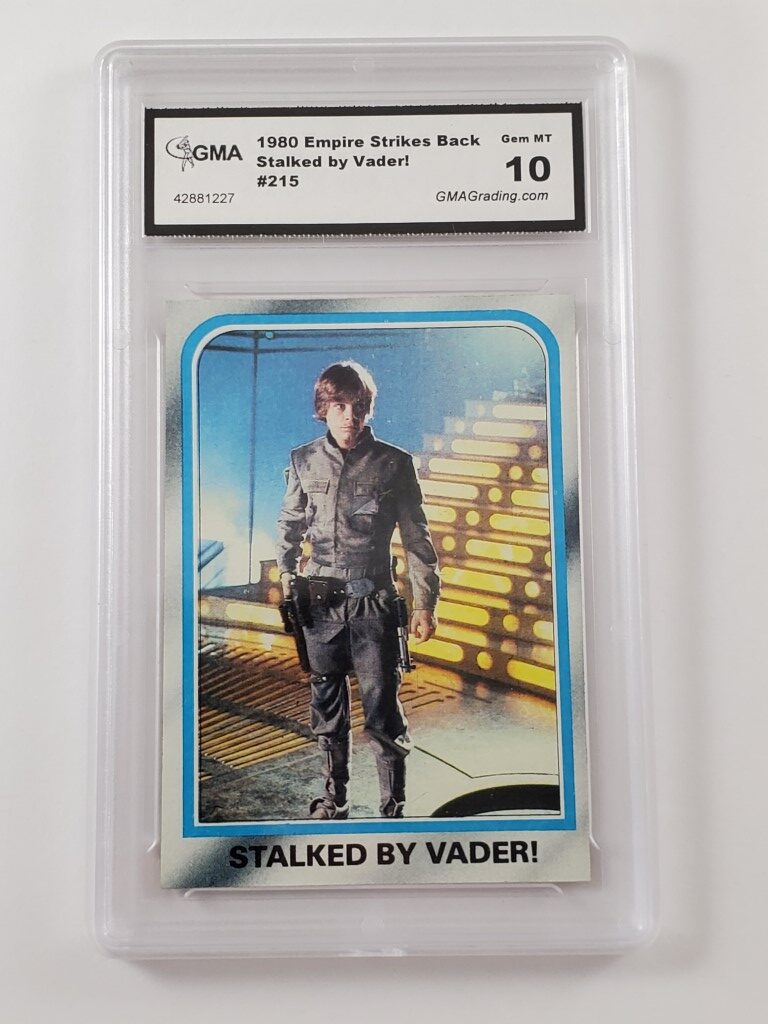 GMA
42881227
1980 Empire Strikes Back
Stalked by Vader!
#215
Gem MT
10
GMAGrading.com
STALKED BY VADER!